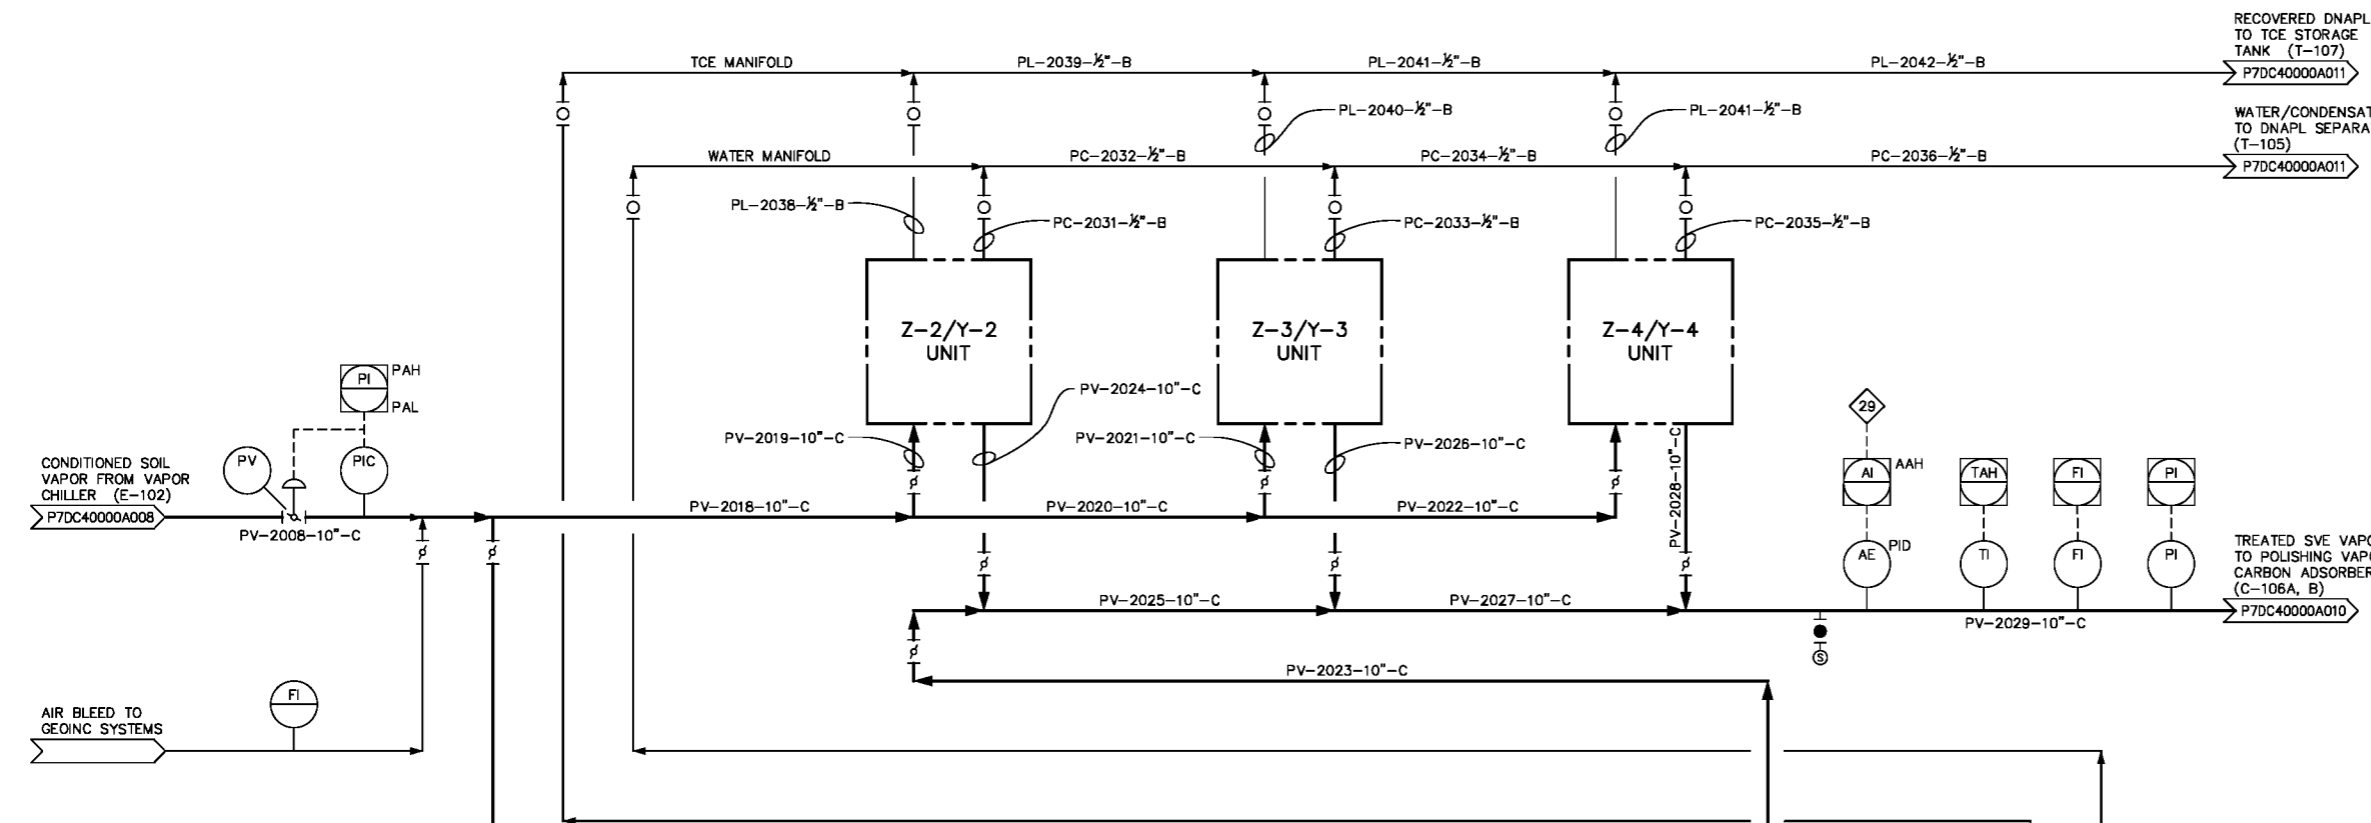 RECOVERED DNAPL
TO TCE STORAGE
TANK (T-107)
P7DC40000A011
TCE MANIFOLD
PL-2039-½"-B
PL-2041-½"-B
PL-2042-½"-B
PL-2040-½"-B
PL-2041-½"-B
WATER/CONDENSAT
TO DNAPL SEPARA
(T-105)
P7DC40000A011
WATER MANIFOLD
PC-2032-½"-B
PC-2034-½"-B
PC-2036-½"-B
PL-2038-½"-B
PC-2031-½"-B
PC-2033-½"-B
PC-2035-½"-B
Z-2/Y-2
UNIT
Z-3/Y-3
UNIT
Z-4/Y-4
UNIT
PI
PAH
PAL
PV-2024-10"-C
29
PV-2019-10"-C
PV-2021-10"-C
PV-2026-10"-C
PV-2028-10"-C
CONDITIONED SOIL
VAPOR FROM VAPOR
CHILLER (E-102)
P7DC40000A008
PV
PIC
PV-2008-10"-C
PV-2018-10"-C
PV-2020-10"-C
PV-2022-10"-C
AI
AAH
TAH
FI
PI
AE
PID
TI
FI
PI
TREATED SVE VAPO
TO POLISHING VAP
CARBON ADSORBER
(C-106A, B)
P7DC40000A010
PV-2025-10"-C
PV-2027-10"-C
PV-2029-10"-C
S
PV-2023-10"-C
FI
AIR BLEED TO
GEOINC SYSTEMS